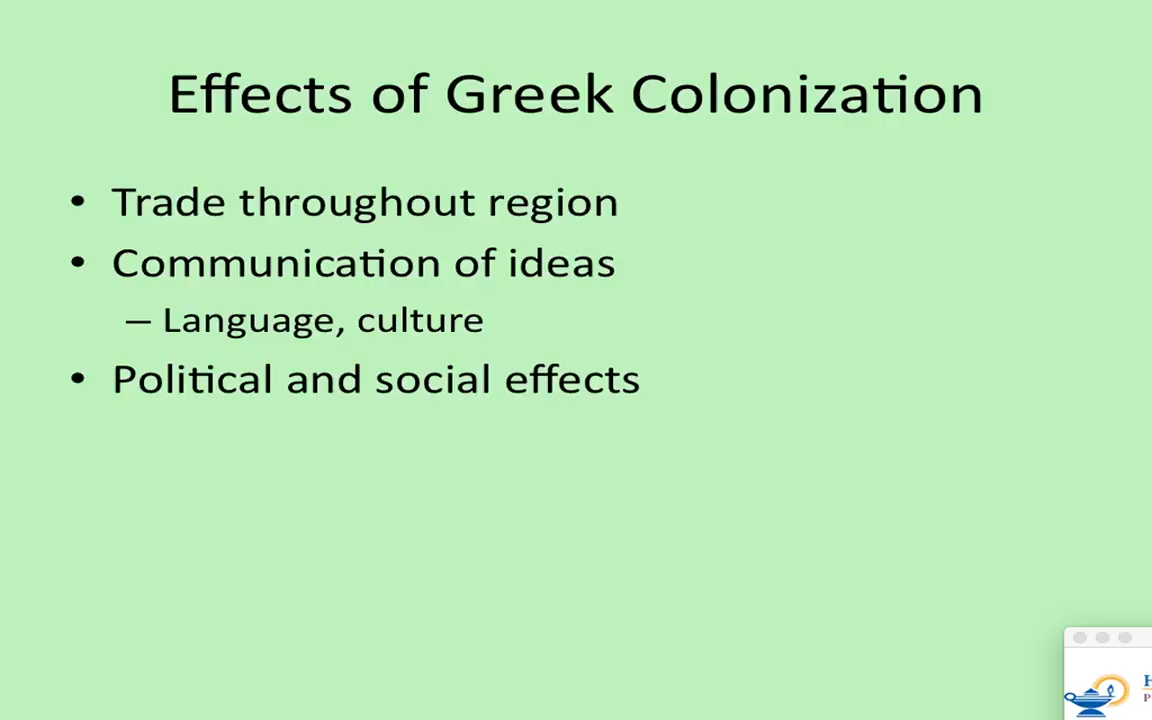 Effects of Greek Colonization
• Trade throughout region
• Communication of ideas
– Language, culture
• Political and social effects
H
P